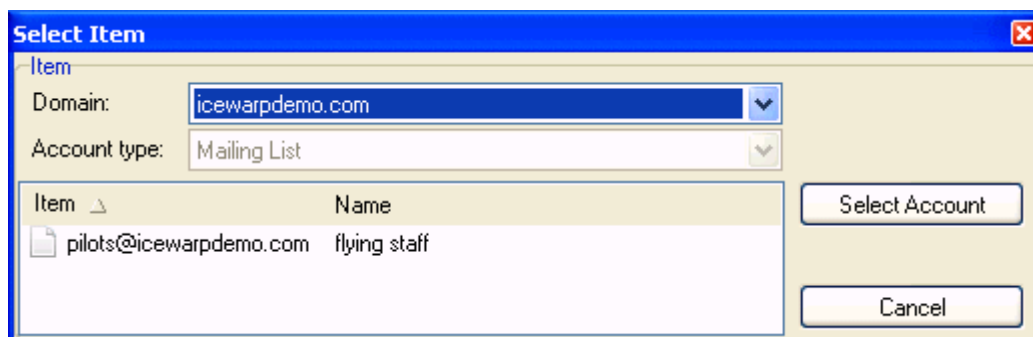 Select Item
Item
Domain: icewarpdemo.com
Account type: Mailing List
Item Name
pilots@icewarpdemo.com flying staff
Select Account
Cancel